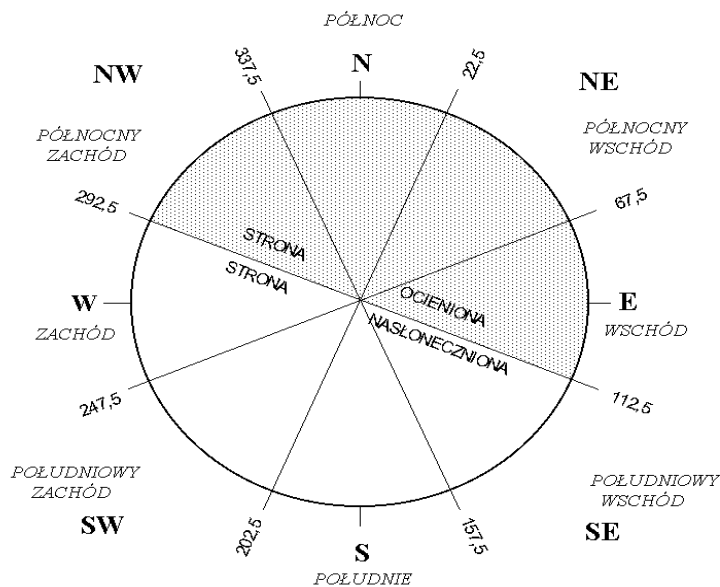 PÓŁNOC
N
NW
NE
337,5
22,5
PÓŁNOCNY
ZACHÓD
PÓŁNOCNY
WSCHÓD
292,5
67,5
STRONA
STRONA
OCIENIONA
NASŁONECZNIONA
W
ZACHÓD
E
WSCHÓD
247,5
112,5
POŁUDNIOWY
ZACHÓD
POŁUDNIOWY
WSCHÓD
SW
SE
202,5
157,5
S
POŁUDNIE